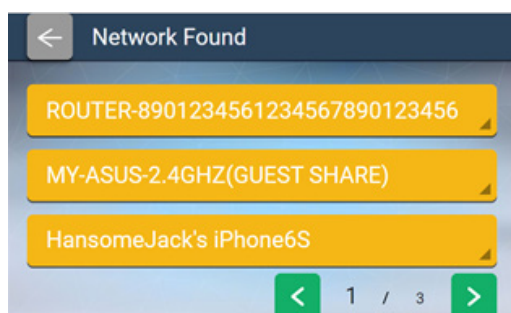 Network Found
ROUTER-8901234561234567890123456
MY-ASUS-2.4GHZ(GUEST SHARE)
HansomeJack's iPhone6S
1 / 3